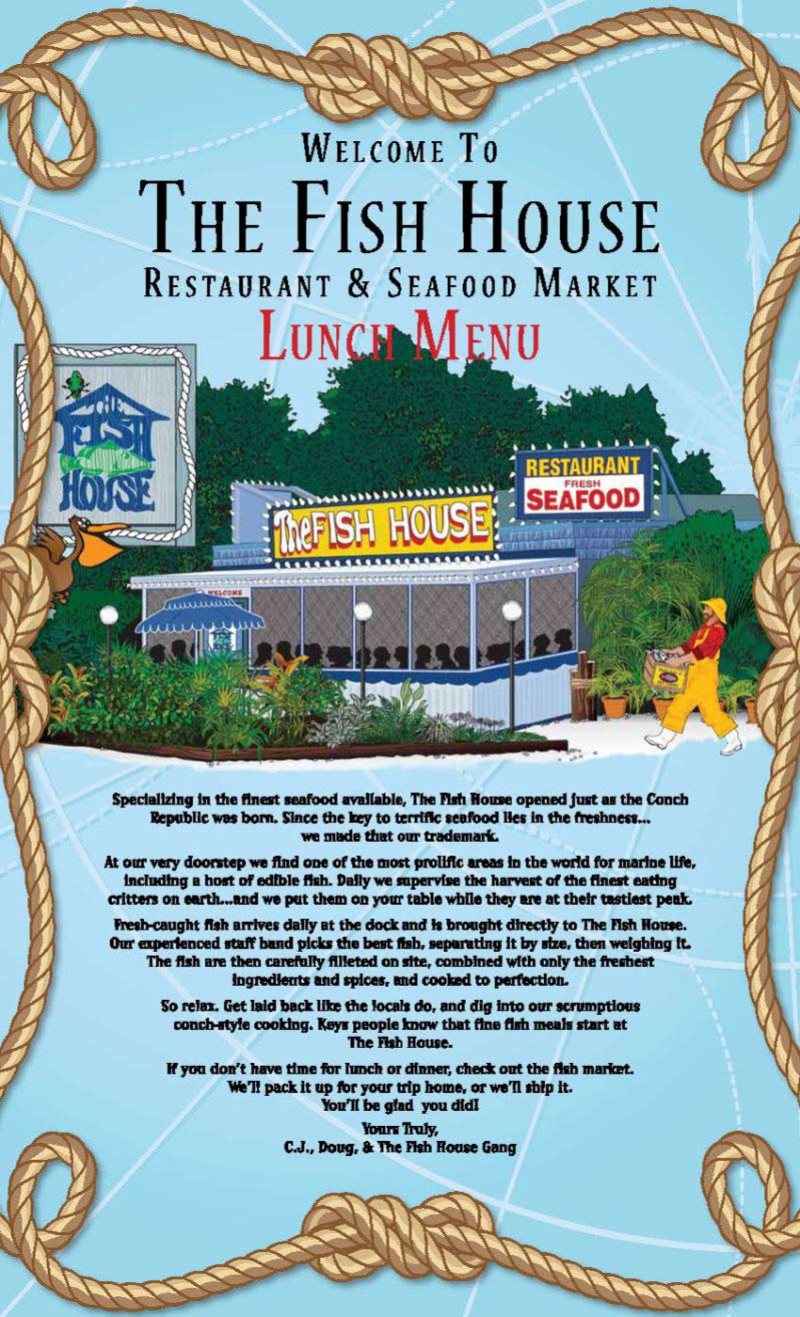 Welcome To
The Fish House
Restaurant & Seafood Market
Lunch Menu
The
FISH
HOUSE
RESTAURANT
FRESH
SEAFOOD
The FISH HOUSE
WELCOME
Specializing in the finest seafood available, The Fish House opened just as the Conch
Republic was born. Since the key to terrific seafood lies in the freshness...
we made that our trademark.
At our very doorstep we find one of the most prolific areas in the world for marine life,
including a host of edible fish. Daily we supervise the harvest of the finest eating
critters on earth...and we put them on your table while they are at their tastiest peak.
Fresh-caught fish arrives daily at the dock and is brought directly to The Fish House.
Our experienced staff hand picks the best fish, separating it by size, then weighing it.
The fish are then carefully filleted on site, combined with only the freshest
ingredients and spices, and cooked to perfection.
So relax. Get laid back like the locals do, and dig into our scrumptious
conch-style cooking. Keys people know that fine fish meals start at
The Fish House.
If you don't have time for lunch or dinner, check out the fish market.
We'll pack it up for your trip home, or we'll ship it.
You'll be glad you did!
Yours Truly,
C.J., Doug, & The Fish House Gang